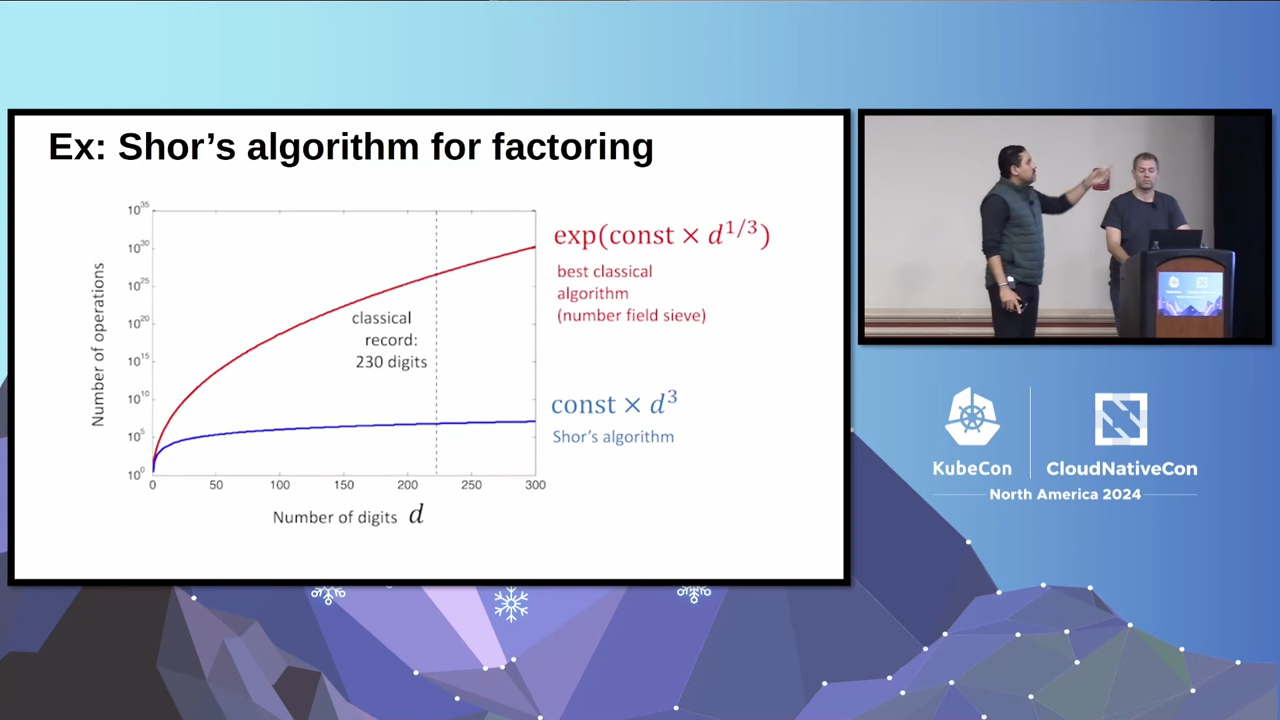 Ex: Shor's algorithm for factoring
Number of operations
10^35
10^30
10^25
10^20
10^15
10^10
10^5
10^0
0 50 100 150 200 250 300
Number of digits d
classical
record:
230 digits
exp(const × d^1/3)
best classical
algorithm
(number field sieve)
const × d^3
Shor's algorithm
KubeCon
CloudNativeCon
North America 2024